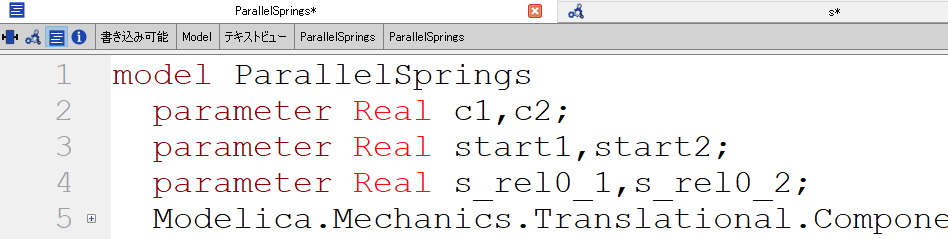 ParallelSprings* s*
書き込み可能 Model テキストビュー ParallelSprings ParallelSprings
1 model ParallelSprings
2 parameter Real c1,c2;
3 parameter Real start1,start2;
4 parameter Real s_rel0_1,s_rel0_2;
5 Modelica.Mechanics.Translational.Compone